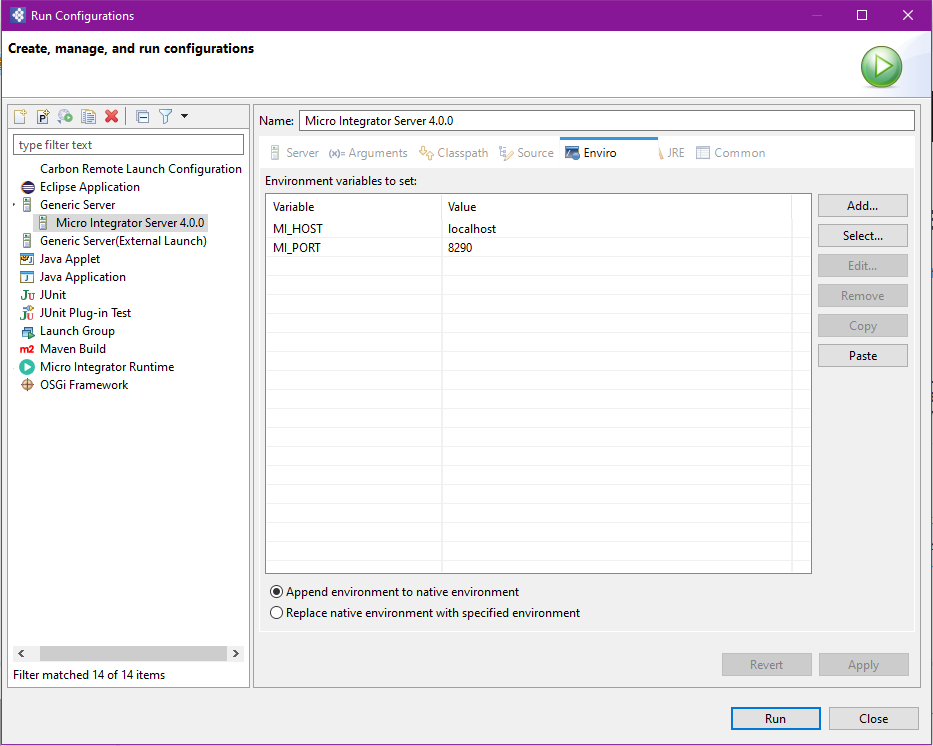 Run Configurations
Create, manage, and run configurations
type filter text
Carbon Remote Launch Configuration
Eclipse Application
Generic Server
Micro Integrator Server 4.0.0
Generic Server(External Launch)
Java Applet
Java Application
JUnit
JUnit Plug-in Test
Launch Group
Maven Build
Micro Integrator Runtime
OSGi Framework
Filter matched 14 of 14 items
Name: Micro Integrator Server 4.0.0
Server (x)= Arguments Classpath Source Enviro JRE Common
Environment variables to set:
Variable Value
MI_HOST localhost
MI_PORT 8290
Add...
Select...
Edit...
Remove
Copy
Paste
Append environment to native environment
Replace native environment with specified environment
Revert Apply
Run Close